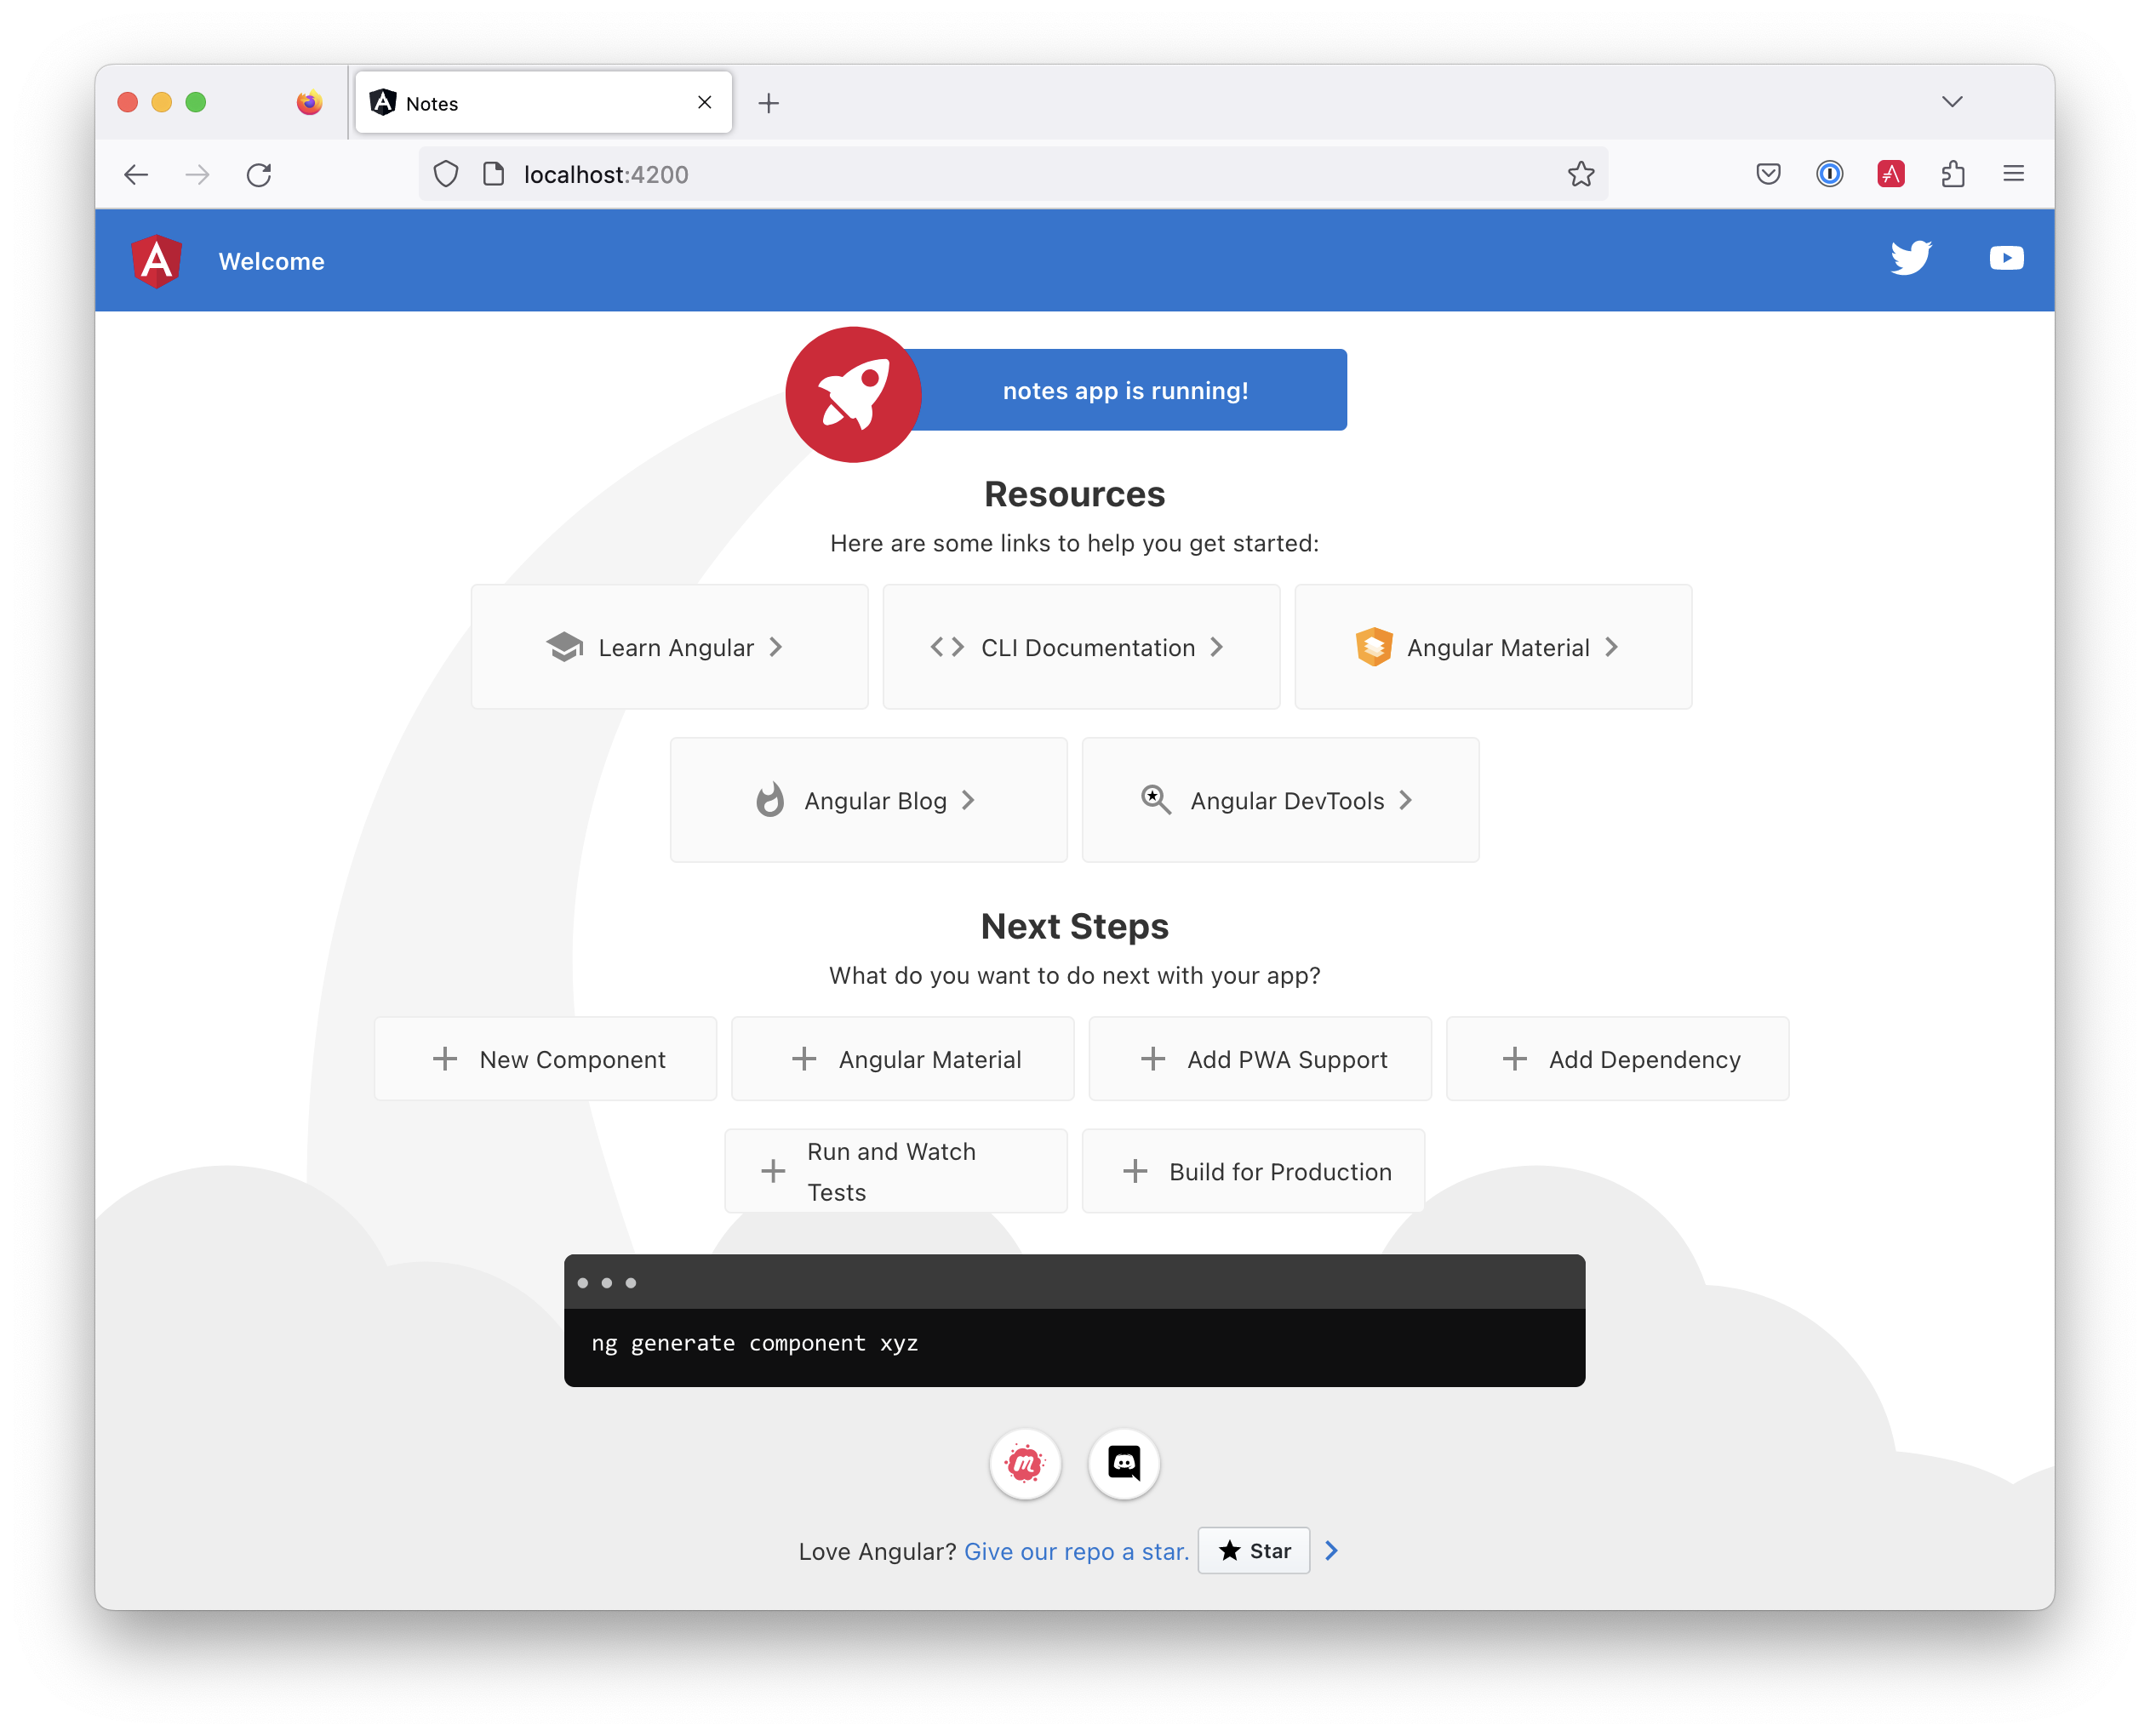 Notes
localhost:4200
Welcome
notes app is running!
Resources
Here are some links to help you get started:
Learn Angular
CLI Documentation
Angular Material
Angular Blog
Angular DevTools
Next Steps
What do you want to do next with your app?
New Component
Angular Material
Add PWA Support
Add Dependency
Run and Watch
Tests
Build for Production
ng generate component xyz
Love Angular? Give our repo a star. Star